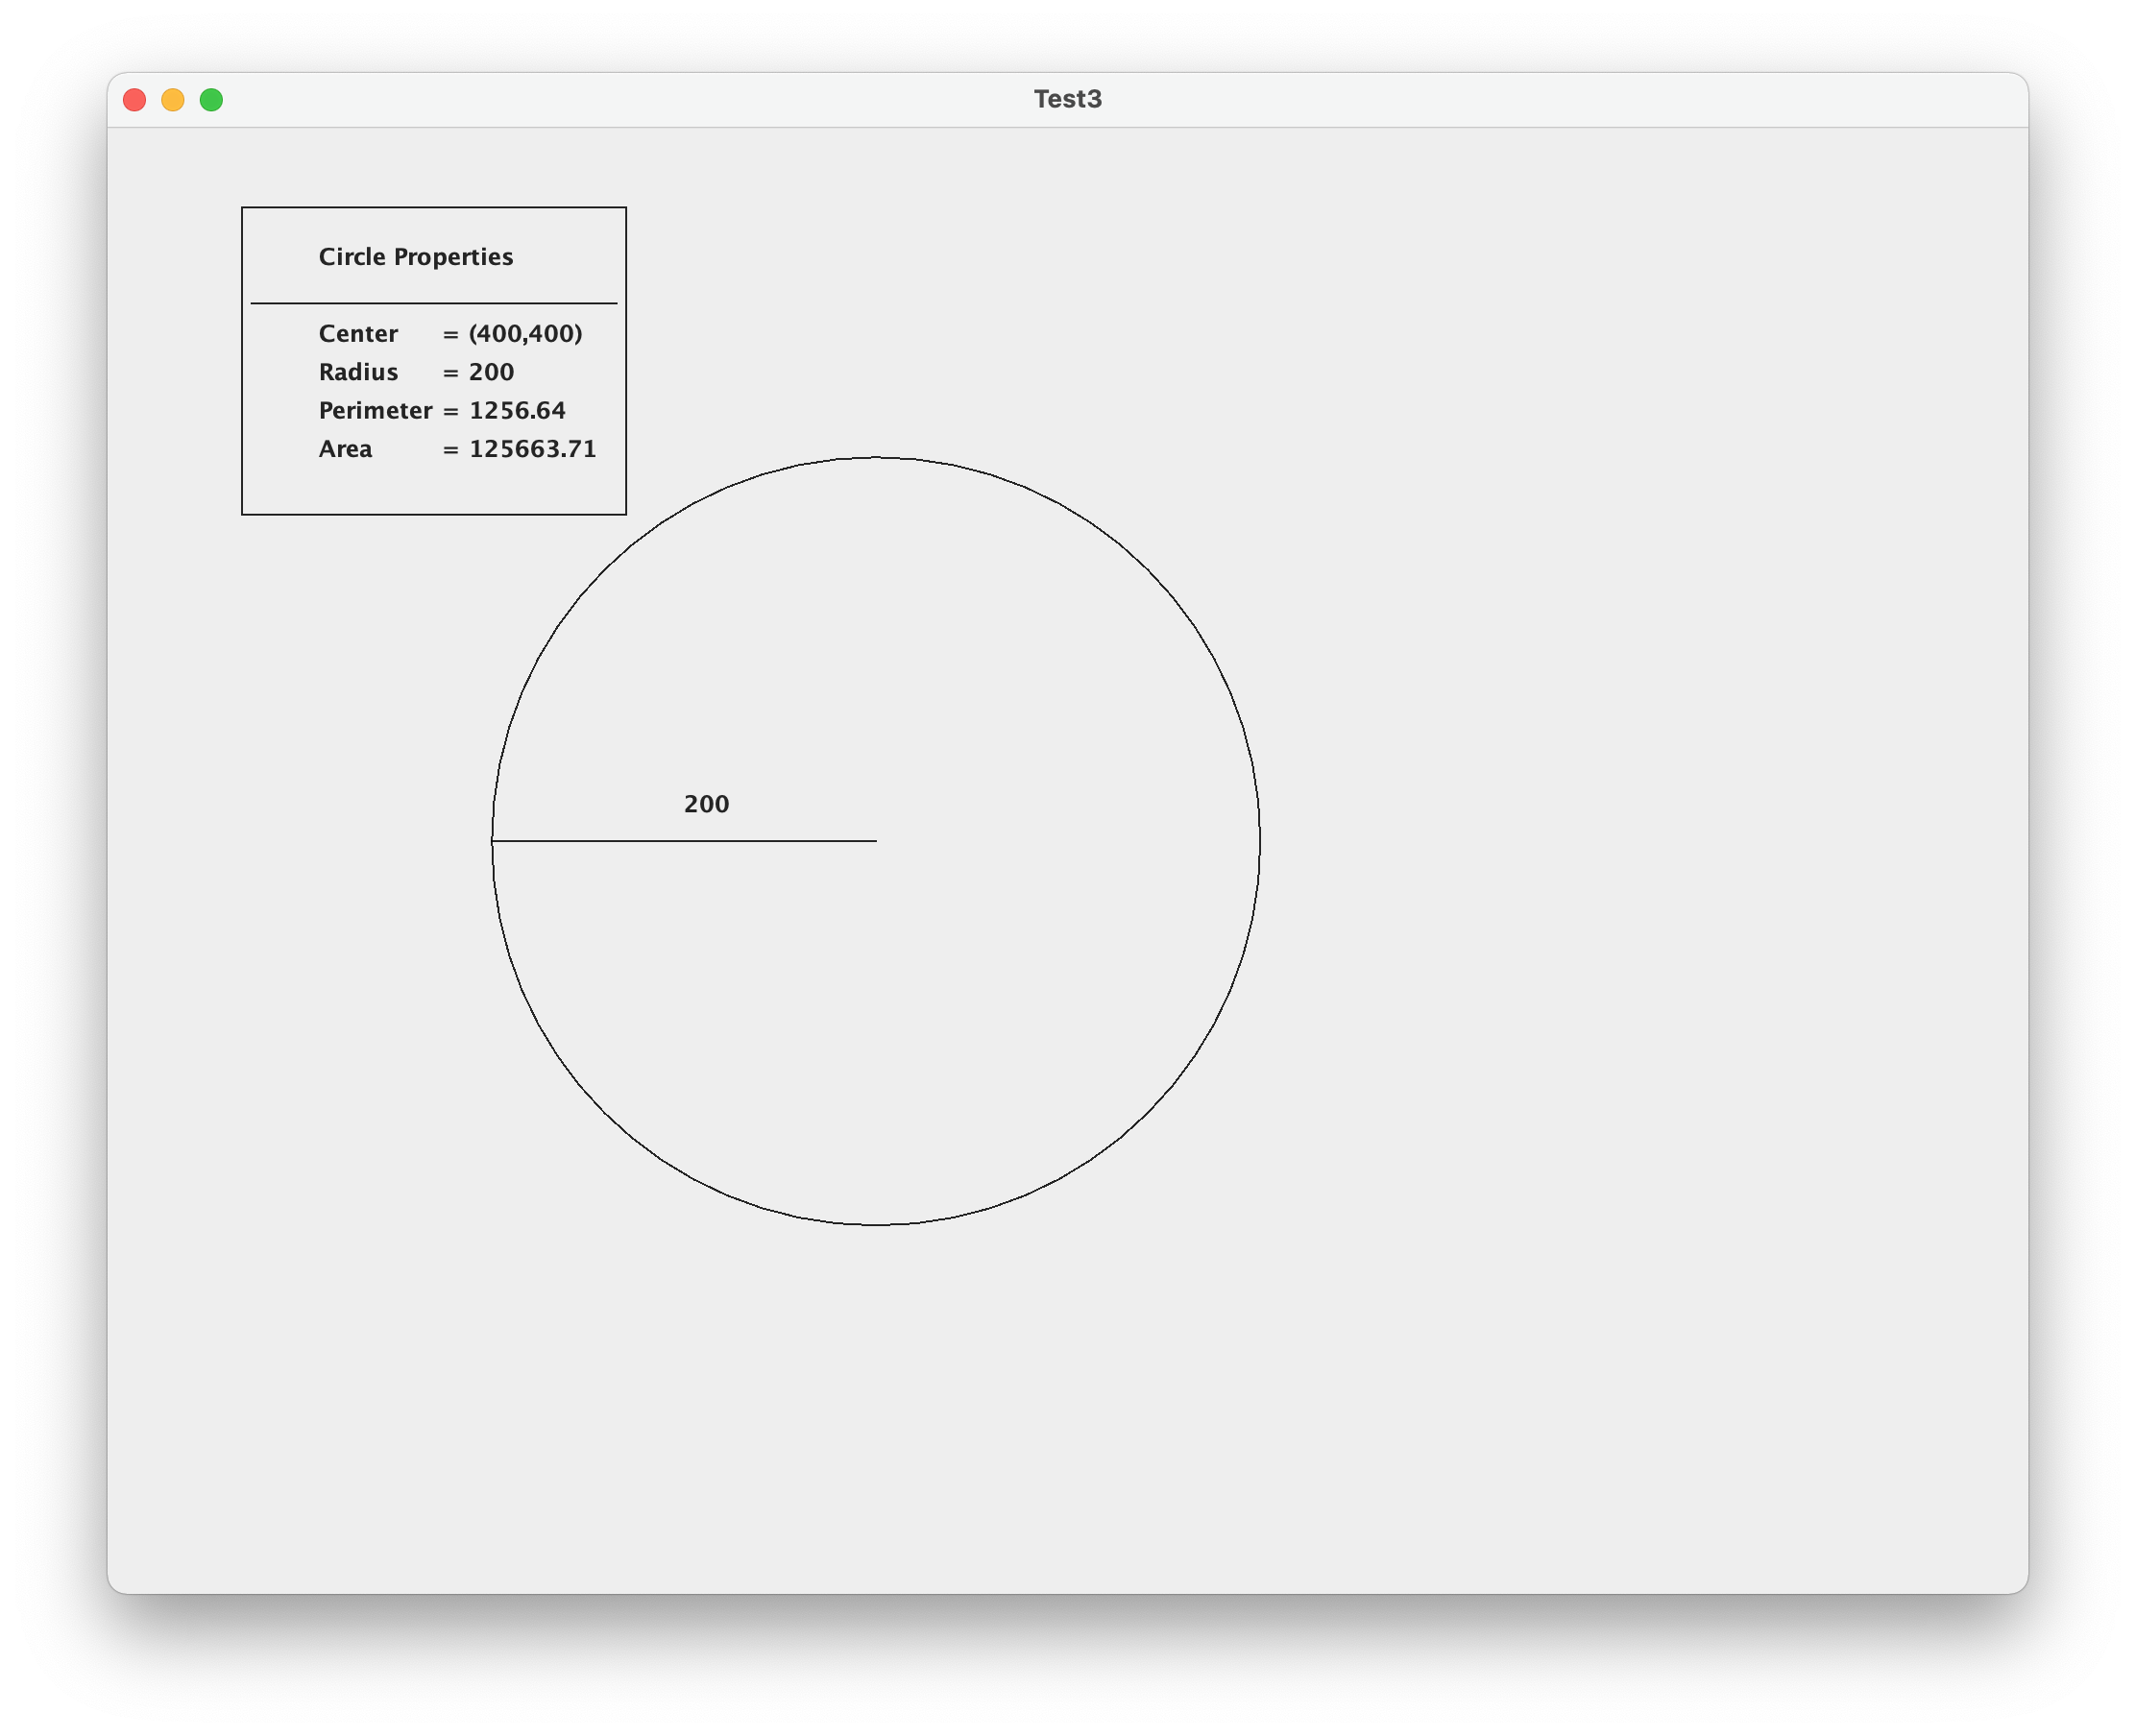 Test3
Circle Properties
Center = (400,400)
Radius = 200
Perimeter = 1256.64
Area = 125663.71
200